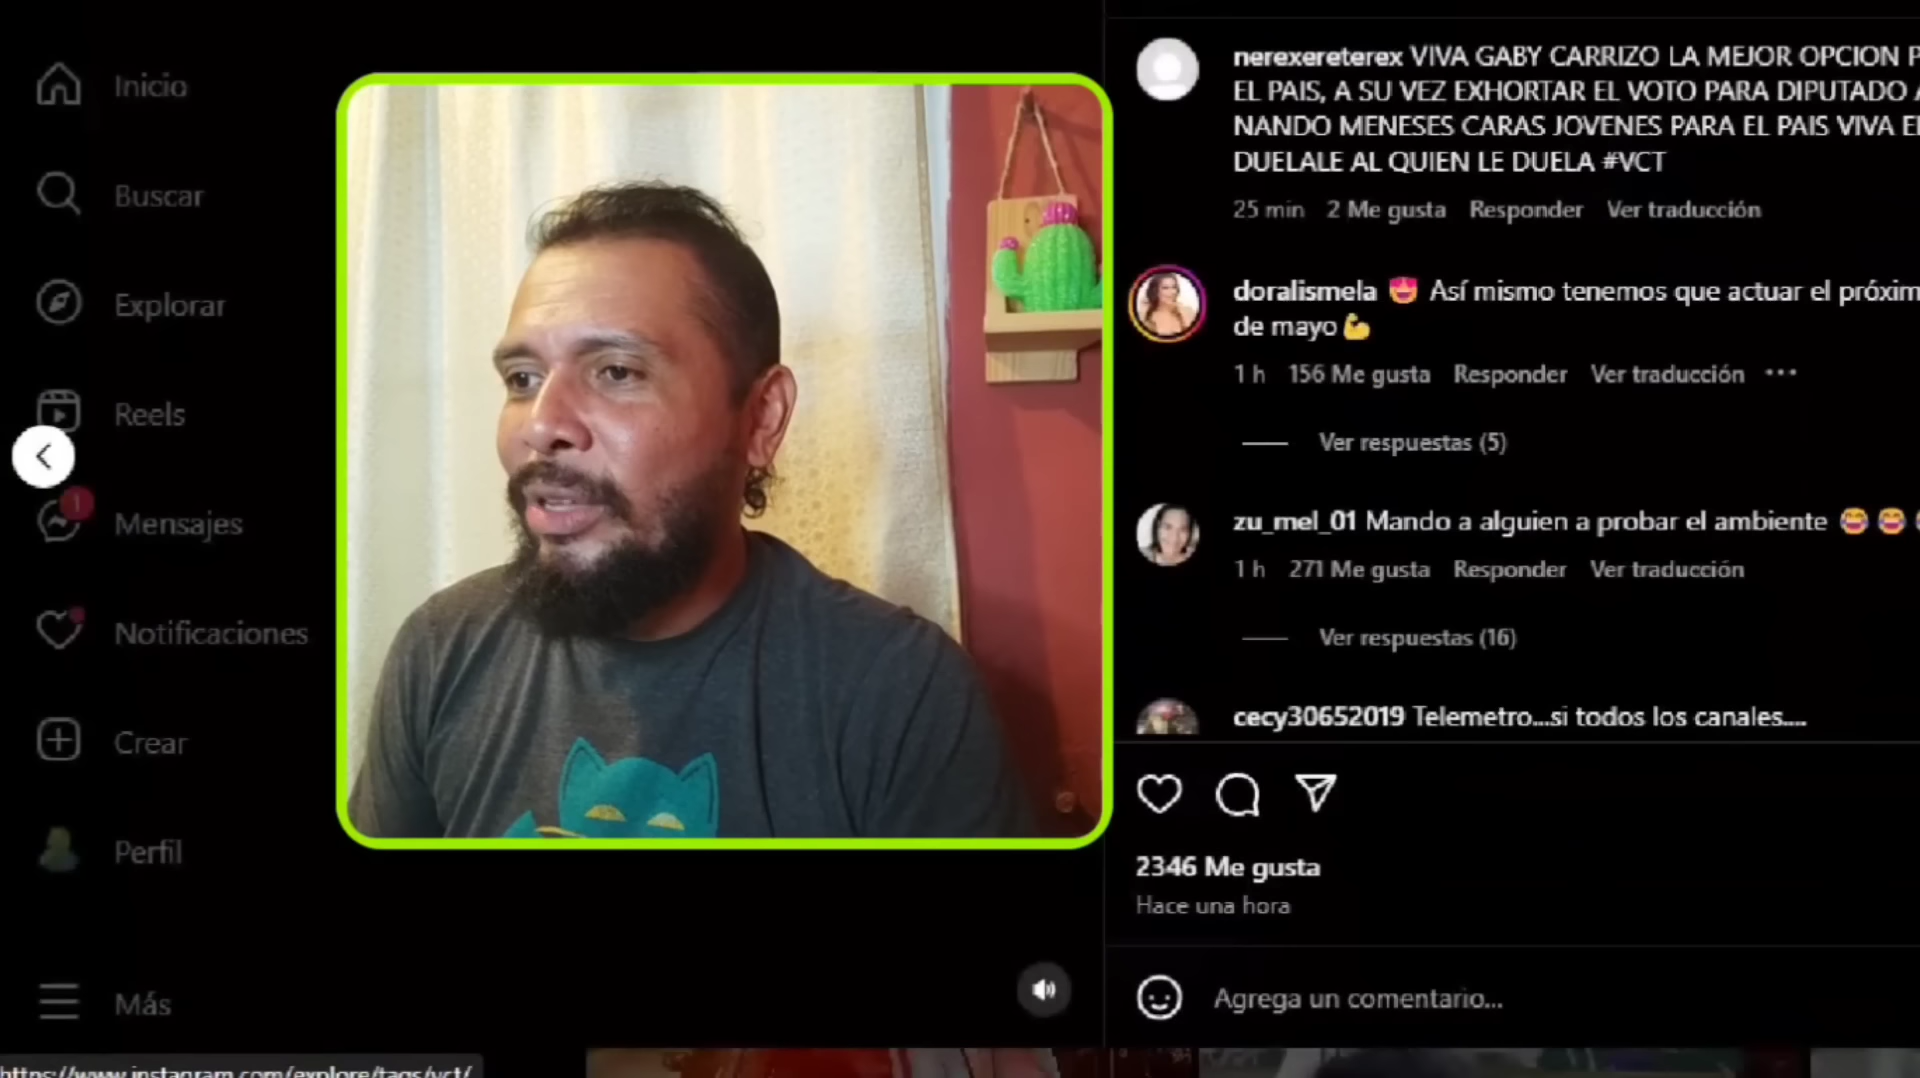 Inicio
Buscar
Explorar
Reels
1
Mensajes
Notificaciones
Crear
Perfil
Más
https://www.instagram.com/explore/tags/vct/
nerexereterex VIVA GABY CARRIZO LA MEJOR OPCION
EL PAIS, A SU VEZ EXHORTAR EL VOTO PARA DIPUTADO
NANDO MENESES CARAS JOVENES PARA EL PAIS VIVA
DUELALE AL QUIEN LE DUELA #VCT
25 min 2 Me gusta Responder Ver traducción
doralismela 😍 Así mismo tenemos que actuar el
de mayo💪
1 h 156 Me gusta Responder Ver traducción ···
Ver respuestas (5)
zu_mel_01 Mando a alguien a probar el ambiente 😂😂
1 h 271 Me gusta Responder Ver traducción
Ver respuestas (16)
cecy30652019 Telemetro...si todos los canales....
2346 Me gusta
Hace una hora
Agrega un comentario...